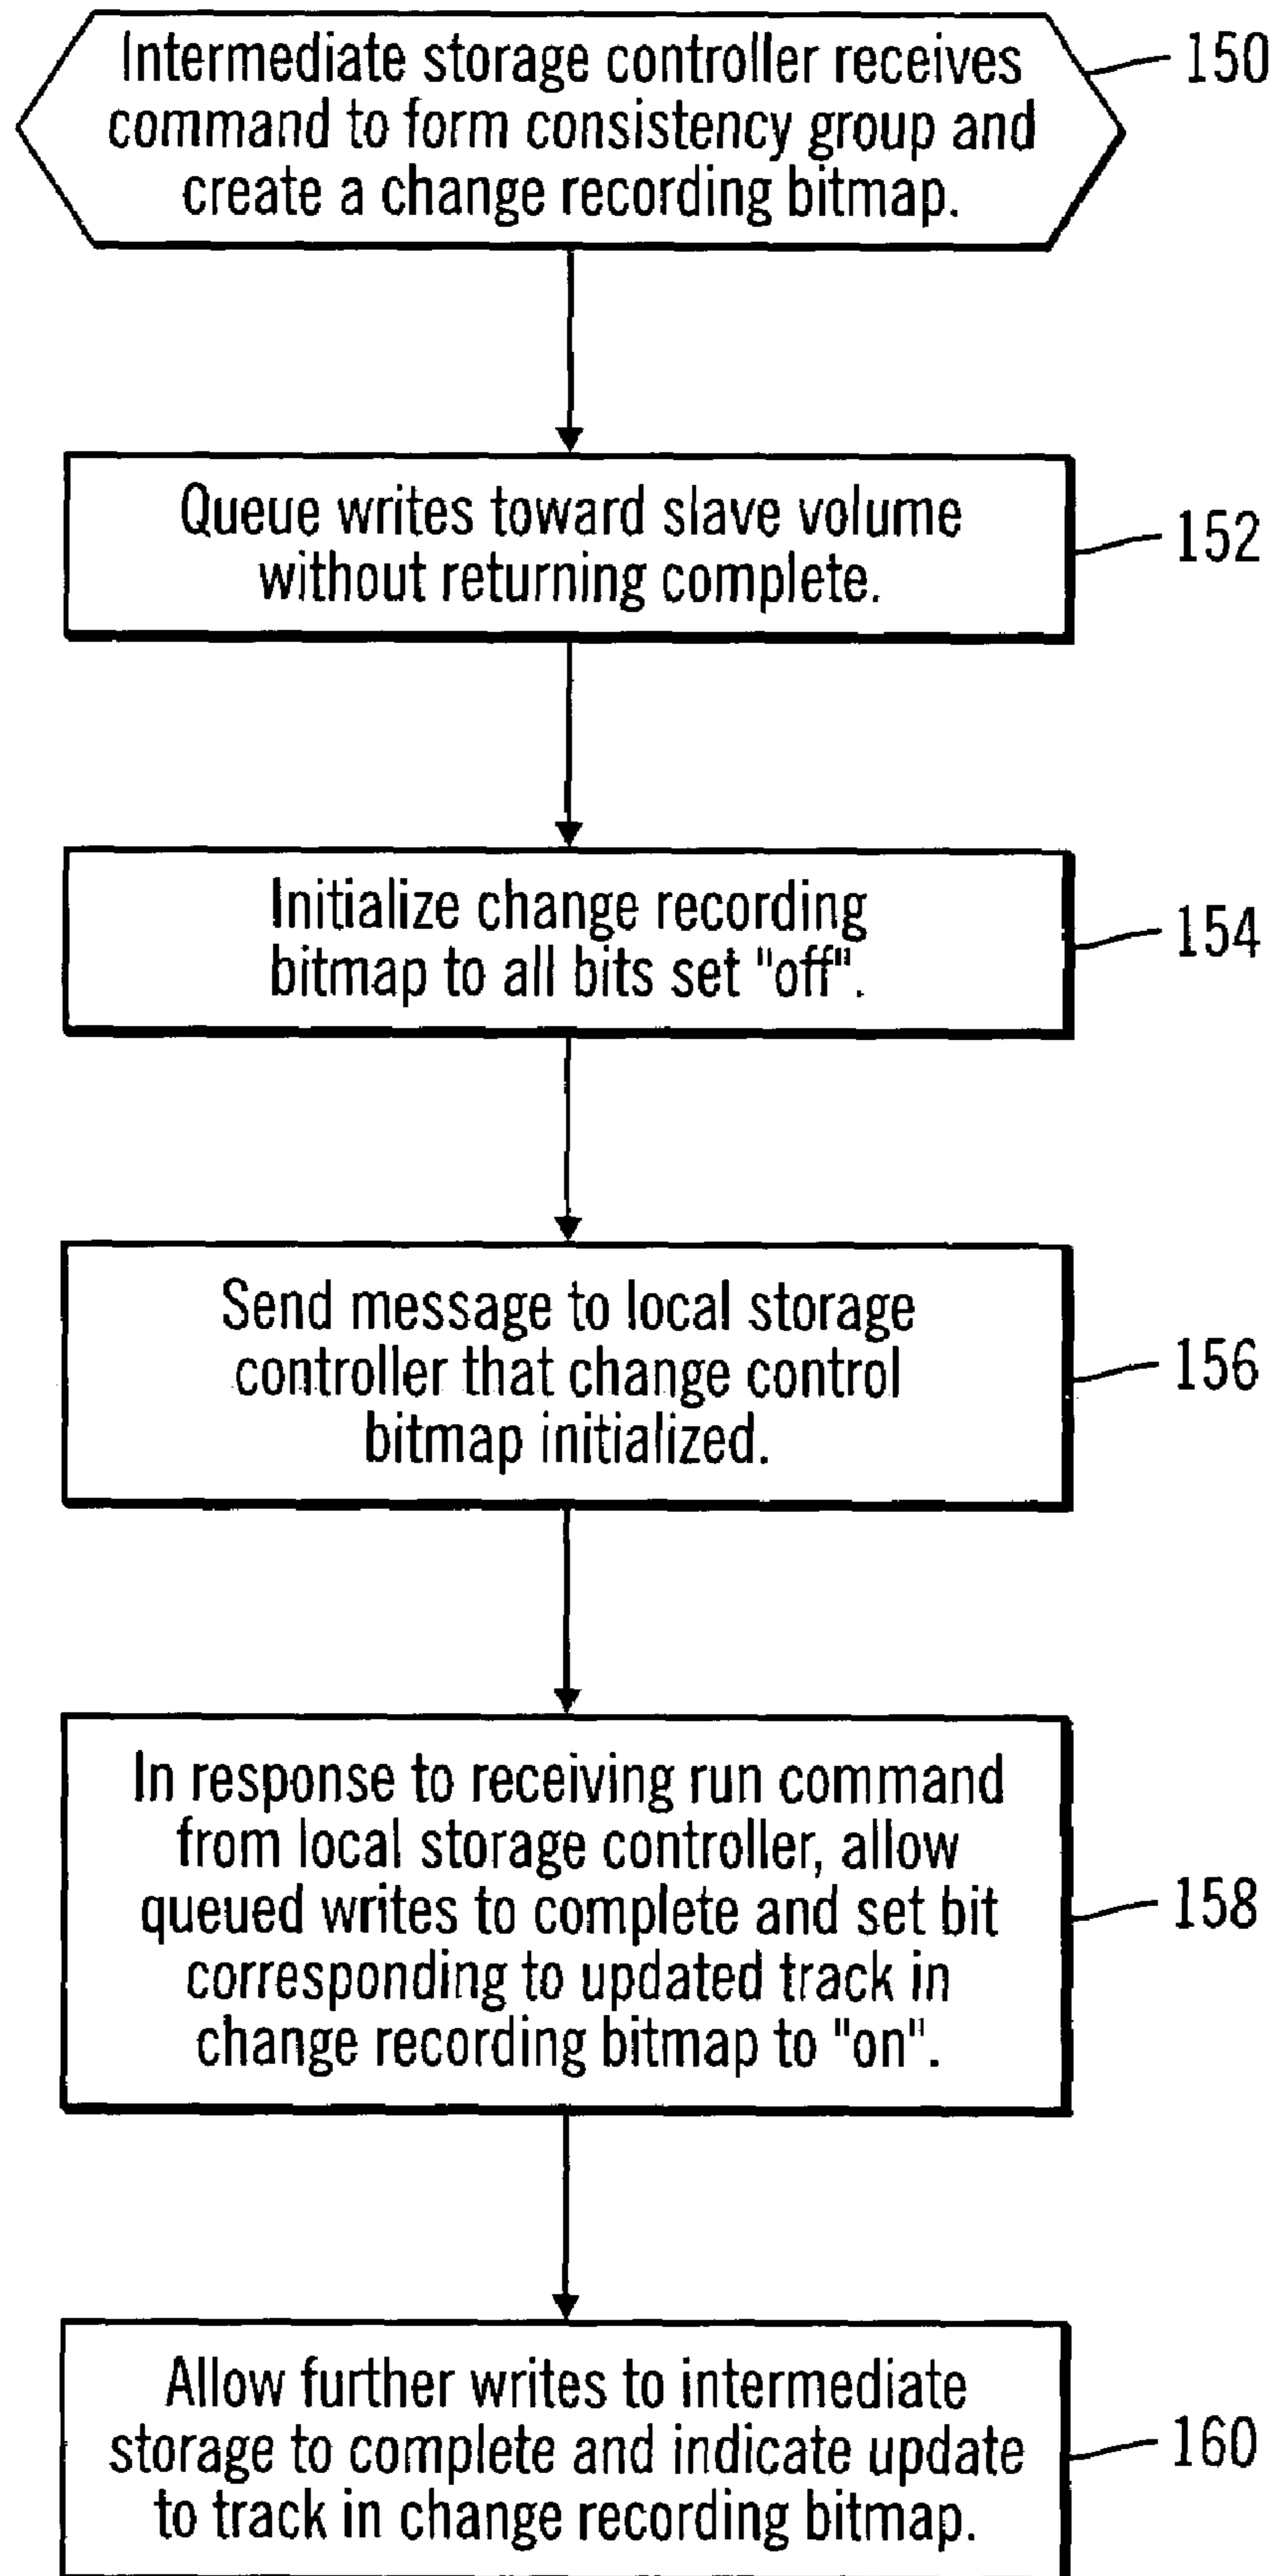 Intermediate storage controller receives
command to form consistency group and
create a change recording bitmap.
150
Queue writes toward slave volume
without returning complete.
152
Initialize change recording
bitmap to all bits set "off".
154
Send message to local storage
controller that change control
bitmap initialized.
156
In response to receiving run command
from local storage controller, allow
queued writes to complete and set bit
corresponding to updated track in
change recording bitmap to "on".
158
Allow further writes to intermediate
storage to complete and indicate update
to track in change recording bitmap.
160